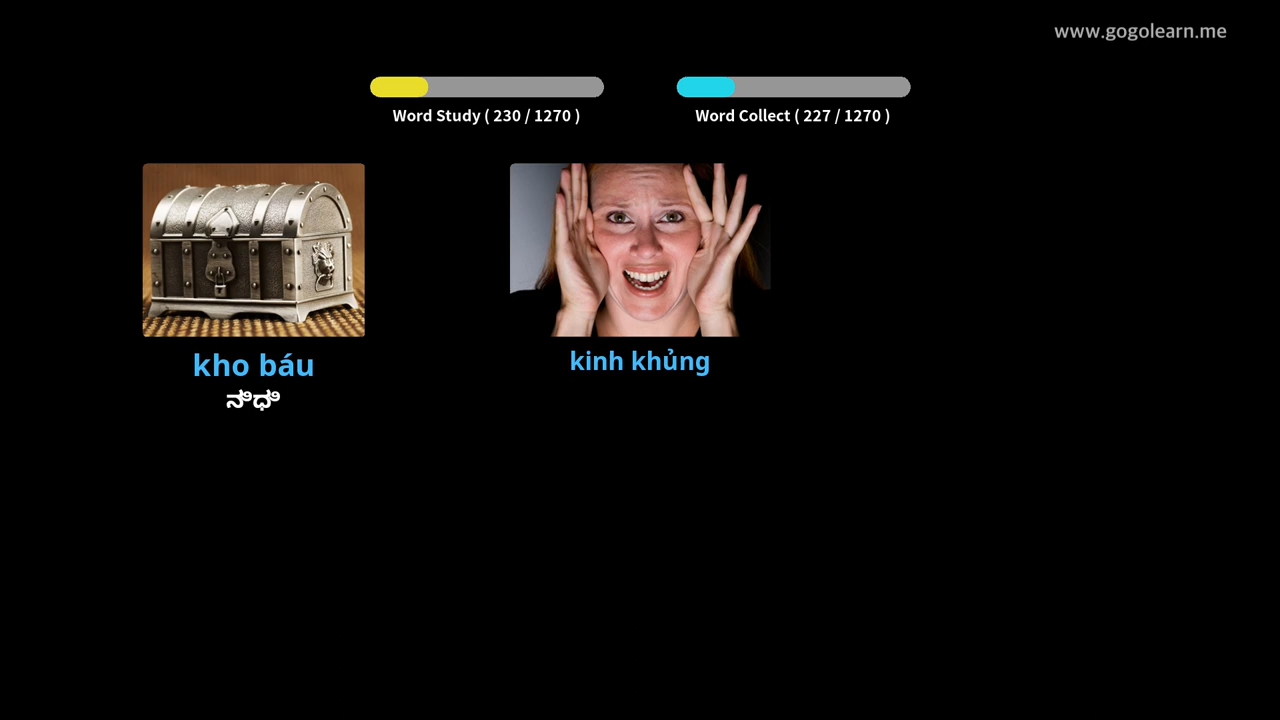 www.gogolearn.me
Word Study ( 230 / 1270 )
Word Collect ( 227 / 1270 )
kho báu
ನಿಧಿ
kinh khủng